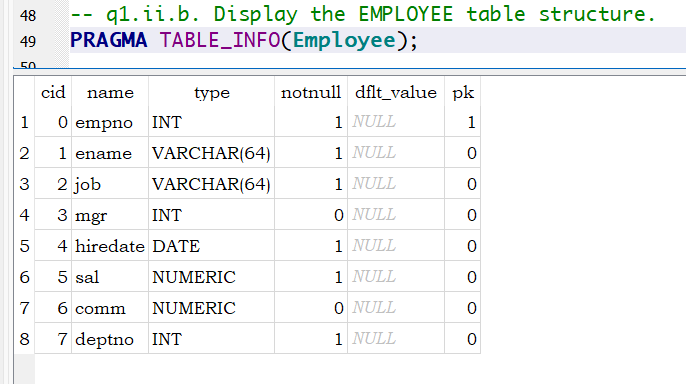 48 -- q1.ii.b. Display the EMPLOYEE table structure.
49 PRAGMA TABLE_INFO(Employee);
50
cid name type notnull dflt_value pk
1 0 empno INT 1 NULL 1
2 1 ename VARCHAR(64) 1 NULL 0
3 2 job VARCHAR(64) 1 NULL 0
4 3 mgr INT 0 NULL 0
5 4 hiredate DATE 1 NULL 0
6 5 sal NUMERIC 1 NULL 0
7 6 comm NUMERIC 0 NULL 0
8 7 deptno INT 1 NULL 0